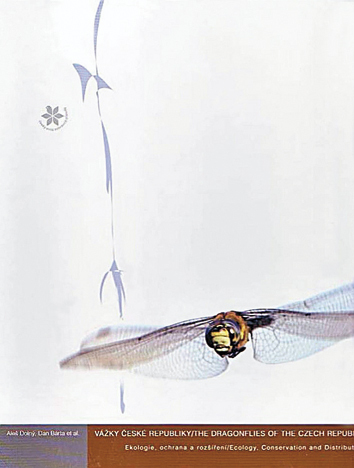 Aleš Dolný, Dan Bárta et al.
VÁŽKY ČESKÉ REPUBLIKY/THE DRAGONFLIES OF THE CZECH REPUB
Ekologie, ochrana a rozšíření/Ecology, Conservation and Distribut